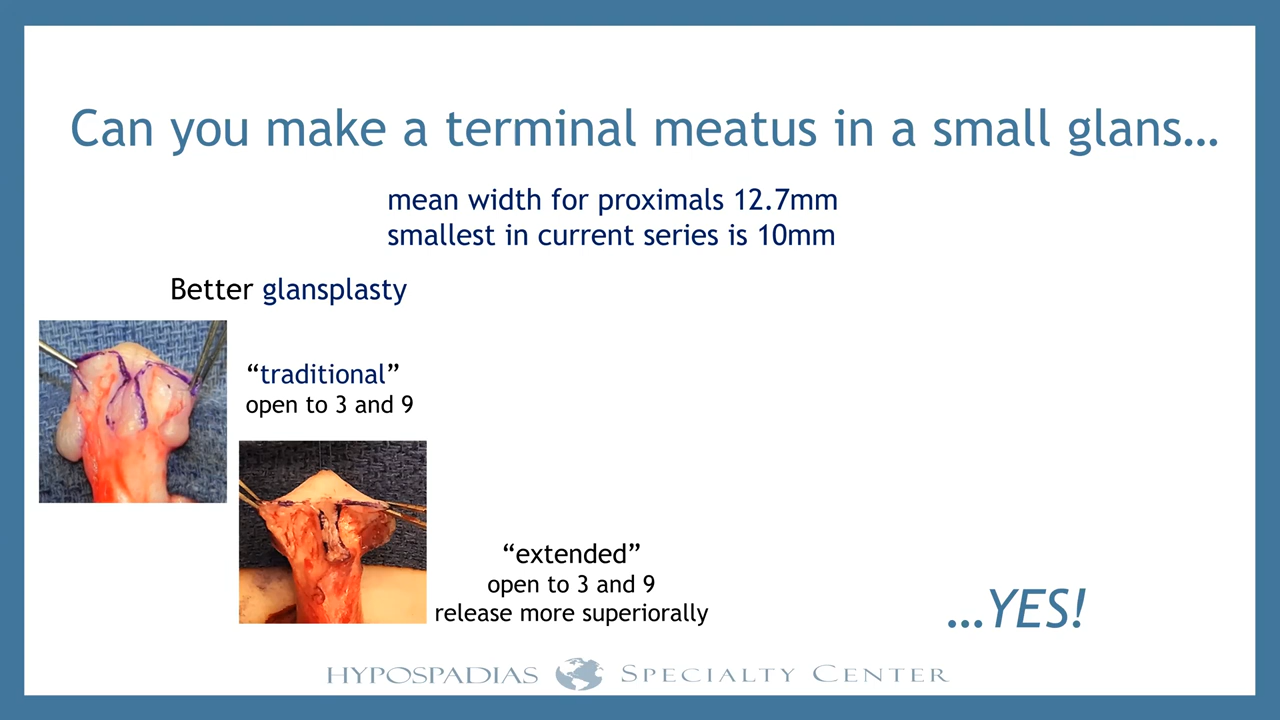 Can you make a terminal meatus in a small glans…
mean width for proximals 12.7mm
smallest in current series is 10mm
Better glansplasty
“traditional”
open to 3 and 9
“extended”
open to 3 and 9
release more superiorally
…YES!
HYPOSPADIAS SPECIALTY CENTER